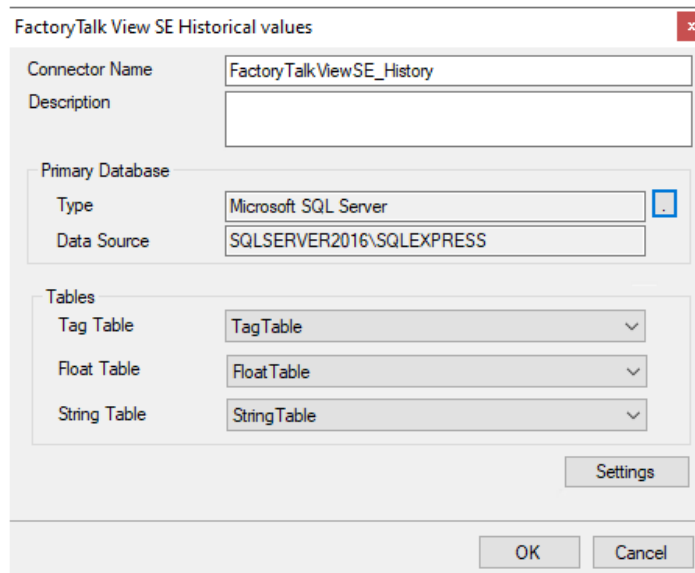 FactoryTalk View SE Historical values
x
Connector Name FactoryTalkViewSE_History
Description
Primary Database
Type Microsoft SQL Server .
Data Source SQLSERVER2016\SQLEXPRESS
Tables
Tag Table TagTable
Float Table FloatTable
String Table StringTable
Settings
OK Cancel